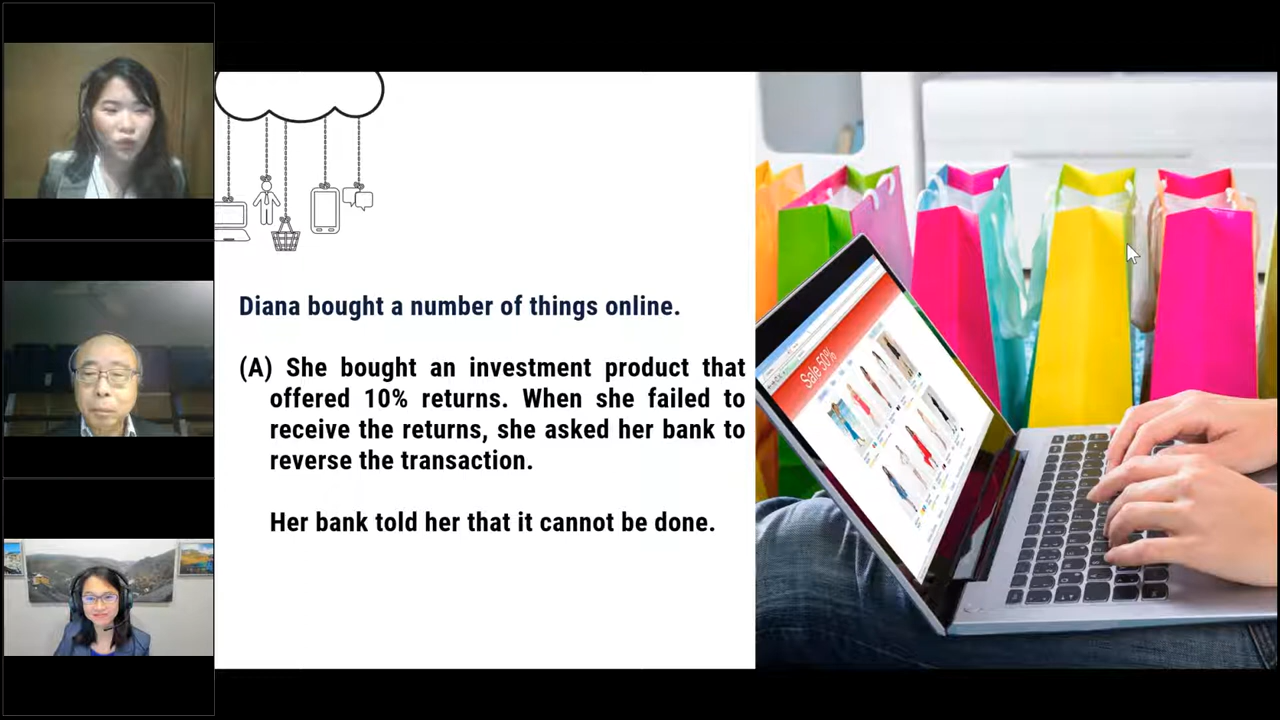 Diana bought a number of things online.
(A) She bought an investment product that
offered 10% returns. When she failed to
receive the returns, she asked her bank to
reverse the transaction.
Her bank told her that it cannot be done.
Sale 50%